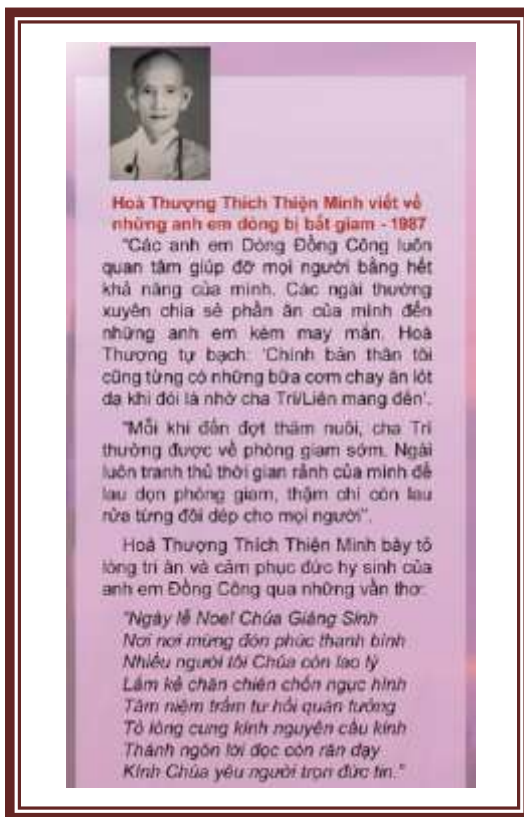 Hoà Thượng Thích Thiện Minh viết về
những anh em dòng bị bắt giam - 1987
"Các anh em Dòng Đồng Công luôn
quan tâm giúp đỡ mọi người bằng hết
khả năng của mình. Các ngài thường
xuyên chia sẻ phần ăn của mình đến
những anh em kém may mắn. Hoà
Thượng tự bạch: 'Chính bản thân tôi
cũng từng có những bữa cơm chay ăn lót
dạ khi đói là nhờ cha Tri/Liên mang đến'.
"Mỗi khi đến đợt thăm nuôi, cha Tri
thường được về phòng giam sớm. Ngài
luôn tranh thủ thời gian rảnh của mình để
lau dọn phòng giam, thậm chí còn lau
rửa từng đôi dép cho mọi người".
Hoà Thượng Thích Thiện Minh bày tỏ
lòng tri ân và cảm phục đức hy sinh của
anh em Đồng Công qua những vần thơ:
"Ngày lễ Noel Chúa Giáng Sinh
Nơi nơi mừng đón phúc thanh bình
Nhiều người tôi Chúa còn lao lý
Làm kẻ chăn chiên chốn ngục hình
Tâm niệm trầm tư hồi quán tưởng
Tỏ lòng cung kính nguyện cầu kinh
Thánh ngôn lời đọc còn răn dạy
Kính Chúa yêu người trọn đức tin."